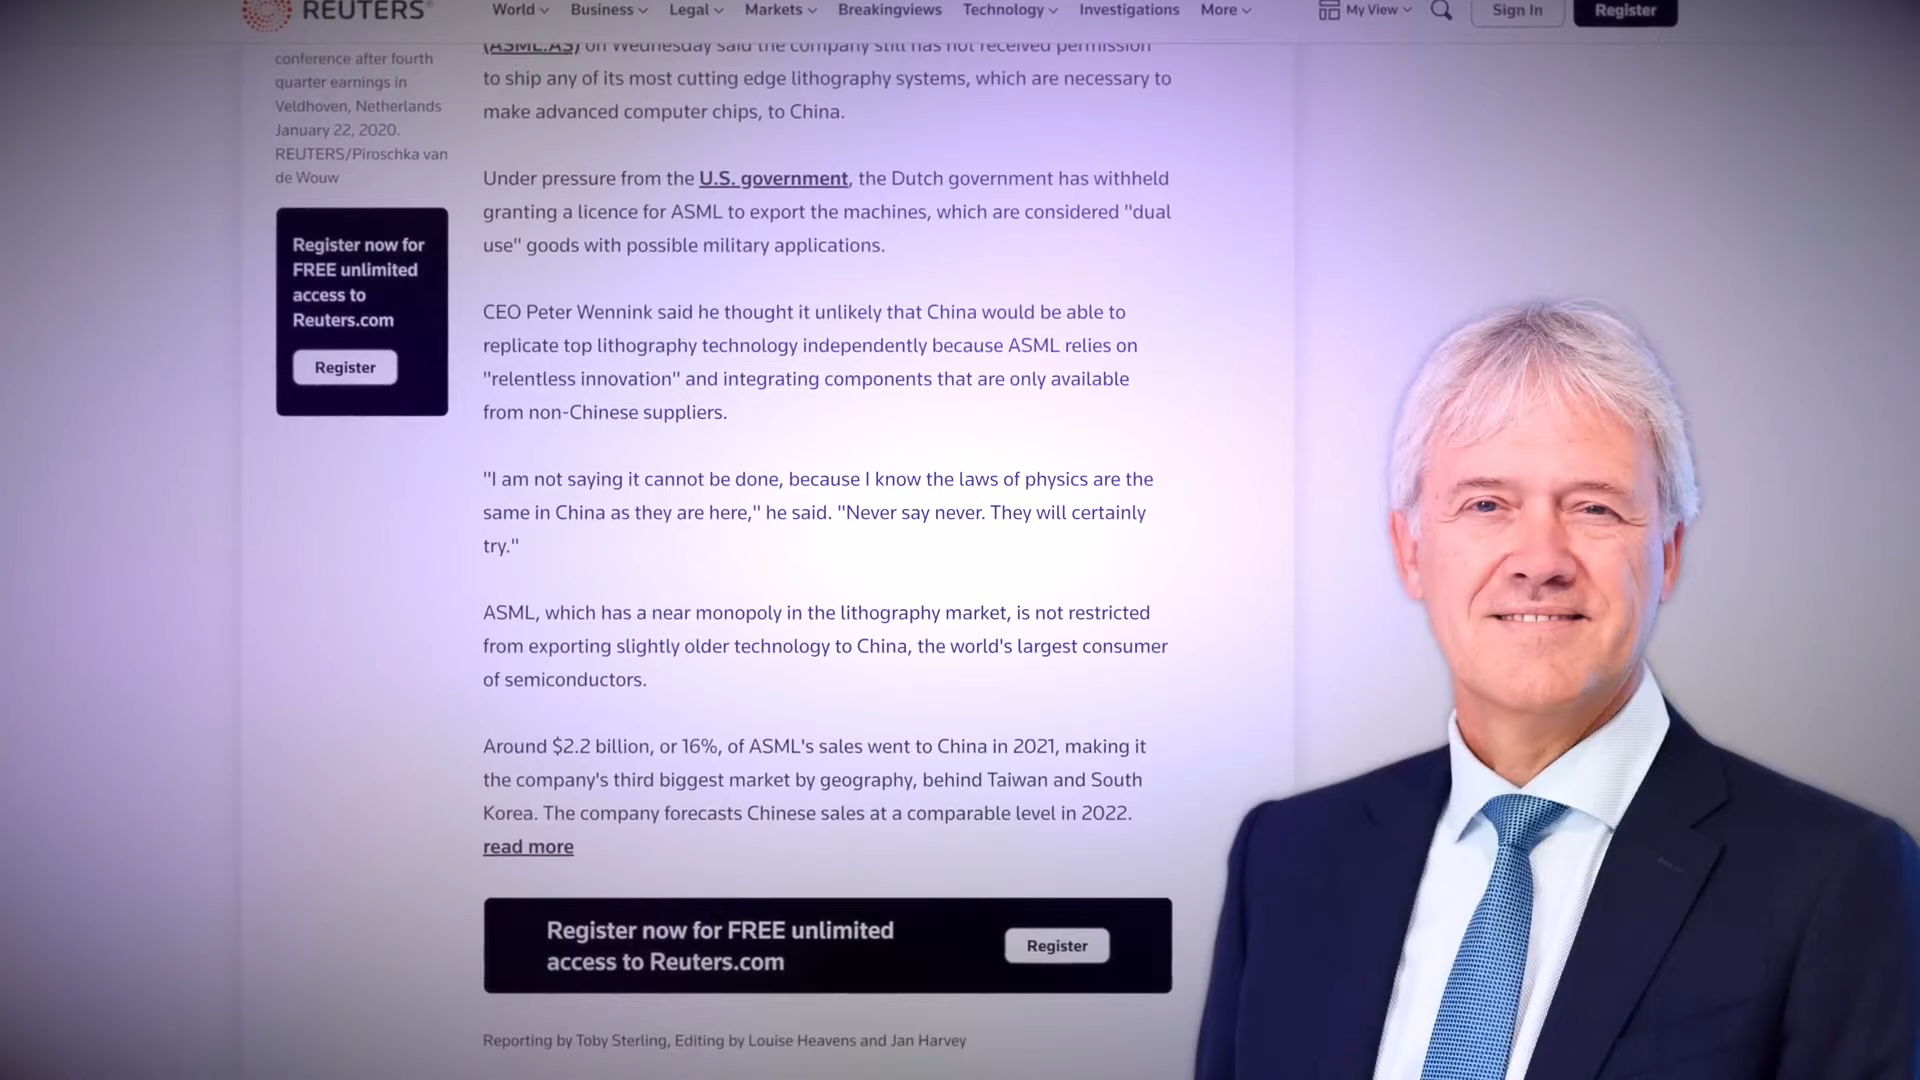 REUTERS
World
Business
Legal
Markets
Breakingviews
Technology
Investigations
More
My View
Sign In
Register
conference after fourth
quarter earnings in
Veldhoven, Netherlands
January 22, 2020.
REUTERS/Piroschka van
de Wouw
Register now for
FREE unlimited
access to
Reuters.com
Register
(ASML.AS) on Wednesday said the company still has not received permission
to ship any of its most cutting edge lithography systems, which are necessary to
make advanced computer chips, to China.
Under pressure from the U.S. government, the Dutch government has withheld
granting a licence for ASML to export the machines, which are considered "dual
use" goods with possible military applications.
CEO Peter Wennink said he thought it unlikely that China would be able to
replicate top lithography technology independently because ASML relies on
"relentless innovation" and integrating components that are only available
from non-Chinese suppliers.
"I am not saying it cannot be done, because I know the laws of physics are the
same in China as they are here," he said. "Never say never. They will certainly
try."
ASML, which has a near monopoly in the lithography market, is not restricted
from exporting slightly older technology to China, the world's largest consumer
of semiconductors.
Around $2.2 billion, or 16%, of ASML's sales went to China in 2021, making it
the company's third biggest market by geography, behind Taiwan and South
Korea. The company forecasts Chinese sales at a comparable level in 2022.
read more
Register now for FREE unlimited
access to Reuters.com
Register
Reporting by Toby Sterling, Editing by Louise Heavens and Jan Harvey